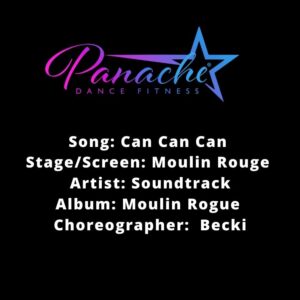 Panache
DANCE FITNESS
Song: Can Can Can
Stage/Screen: Moulin Rouge
Artist: Soundtrack
Album: Moulin Rogue
Choreographer: Becki